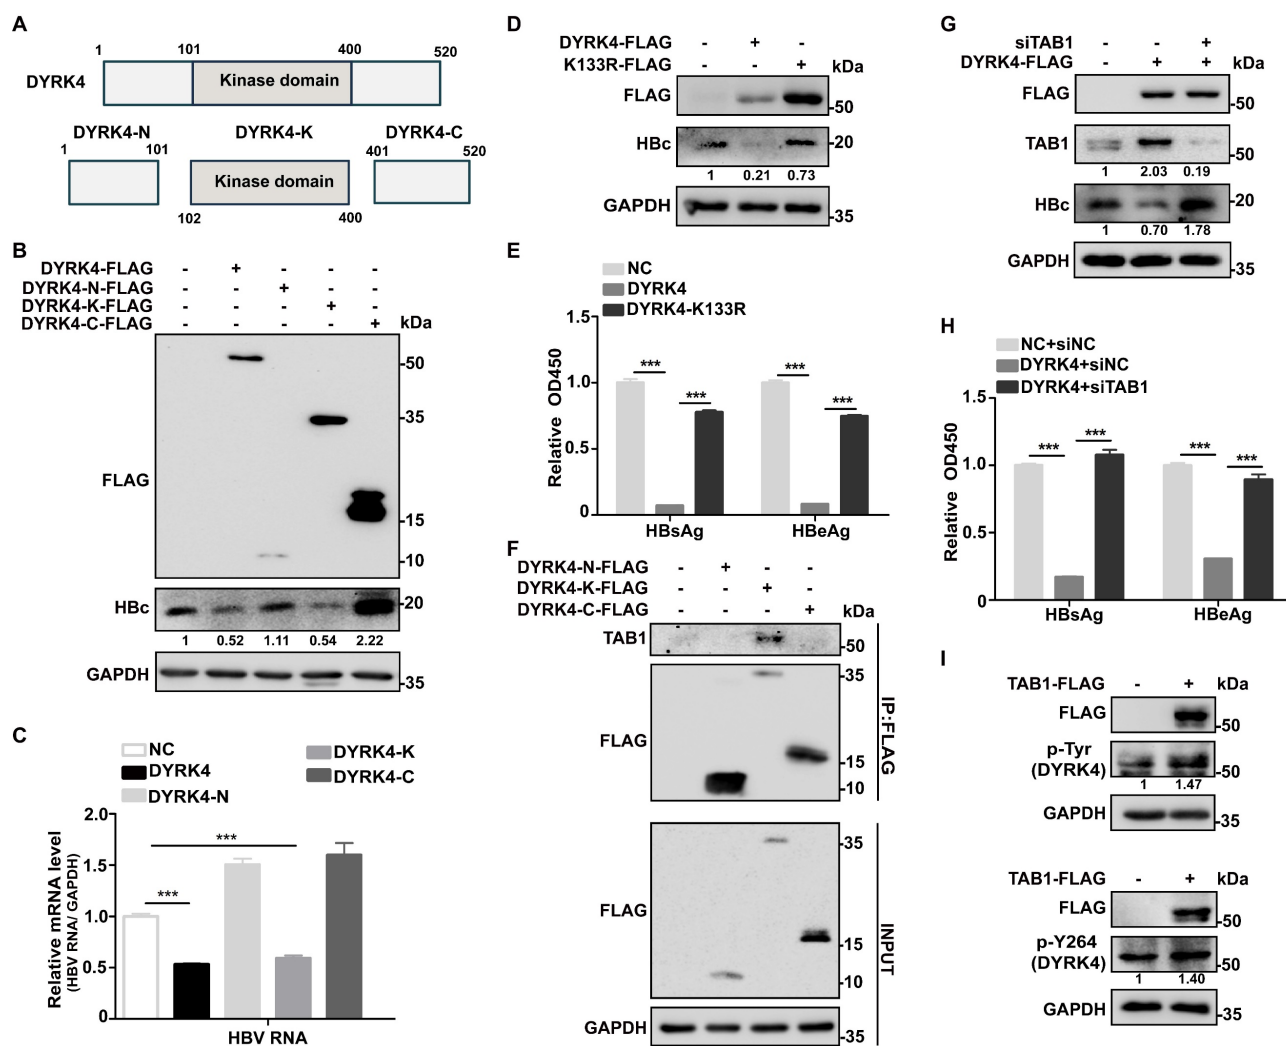 A
1 101 400 520
DYRK4 Kinase domain
DYRK4-N DYRK4-K DYRK4-C
1 101 401 520
Kinase domain
102 400
B
DYRK4-FLAG - + - - -
DYRK4-N-FLAG - - + - -
DYRK4-K-FLAG - - - + -
DYRK4-C-FLAG - - - - + kDa
-50
-35
FLAG
-15
-10
HBc -20
1 0.52 1.11 0.54 2.22
GAPDH -35
C
NC
DYRK4
DYRK4-N
DYRK4-K
DYRK4-C
Relative mRNA level
(HBV RNA/ GAPDH)
2.0
1.5
1.0
0.5
0
***
***
HBV RNA
D
DYRK4-FLAG - + -
K133R-FLAG - - + kDa
FLAG -50
HBc -20
1 0.21 0.73
GAPDH -35
E
NC
DYRK4
DYRK4-K133R
Relative OD450
1.5
1.0
0.5
0
*** *** *** ***
HBsAg HBeAg
F
DYRK4-N-FLAG - + - -
DYRK4-K-FLAG - - + -
DYRK4-C-FLAG - - - + kDa
TAB1 -50
-35
FLAG
-15
-10
IP:FLAG
-35
FLAG
-15
-10
INPUT
GAPDH -35
G
siTAB1 - - +
DYRK4-FLAG - + + kDa
FLAG -50
TAB1 -50
1 2.03 0.19
HBc -20
1 0.70 1.78
GAPDH -35
H
NC+siNC
DYRK4+siNC
DYRK4+siTAB1
Relative OD450
1.5
1.0
0.5
0
*** *** *** ***
HBsAg HBeAg
I
TAB1-FLAG - + kDa
FLAG -50
p-Tyr
(DYRK4) -50
1 1.47
GAPDH -35
TAB1-FLAG - + kDa
FLAG -50
p-Y264
(DYRK4) -50
1 1.40
GAPDH -35